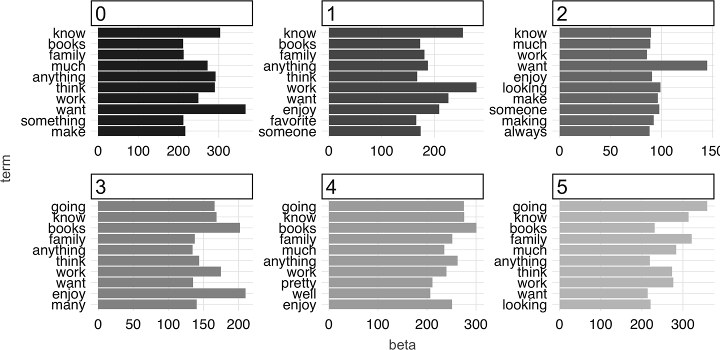 0
know
books
family
much
anything
think
work
want
something
make
0 100 200 300
1
know
books
family
anything
think
work
want
enjoy
favorite
someone
0 100 200
2
know
much
work
want
enjoy
looking
make
someone
making
always
0 50 100 150
term
3
going
know
books
family
anything
think
work
want
enjoy
many
0 50 100 150 200
4
going
know
books
family
much
anything
work
pretty
well
enjoy
0 100 200 300
5
going
know
books
family
much
anything
think
work
want
looking
0 100 200 300
beta